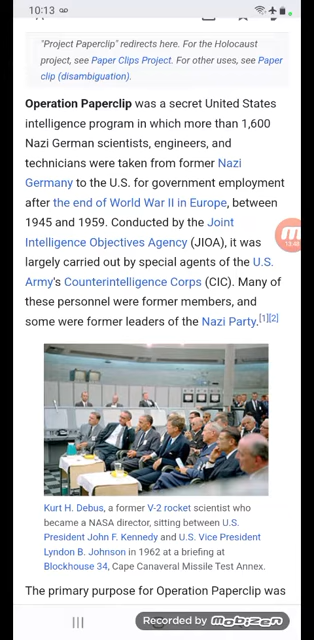 10:13
"Project Paperclip" redirects here. For the Holocaust
project, see Paper Clips Project. For other uses, see Paper
clip (disambiguation).
Operation Paperclip was a secret United States
intelligence program in which more than 1,600
Nazi German scientists, engineers, and
technicians were taken from former Nazi
Germany to the U.S. for government employment
after the end of World War II in Europe, between
1945 and 1959. Conducted by the Joint
Intelligence Objectives Agency (JIOA), it was
largely carried out by special agents of the U.S.
Army's Counterintelligence Corps (CIC). Many of
these personnel were former members, and
some were former leaders of the Nazi Party.[1][2]
Kurt H. Debus, a former V-2 rocket scientist who
became a NASA director, sitting between U.S.
President John F. Kennedy and U.S. Vice President
Lyndon B. Johnson in 1962 at a briefing at
Blockhouse 34, Cape Canaveral Missile Test Annex.
The primary purpose for Operation Paperclip was
Recorded by Mobizen